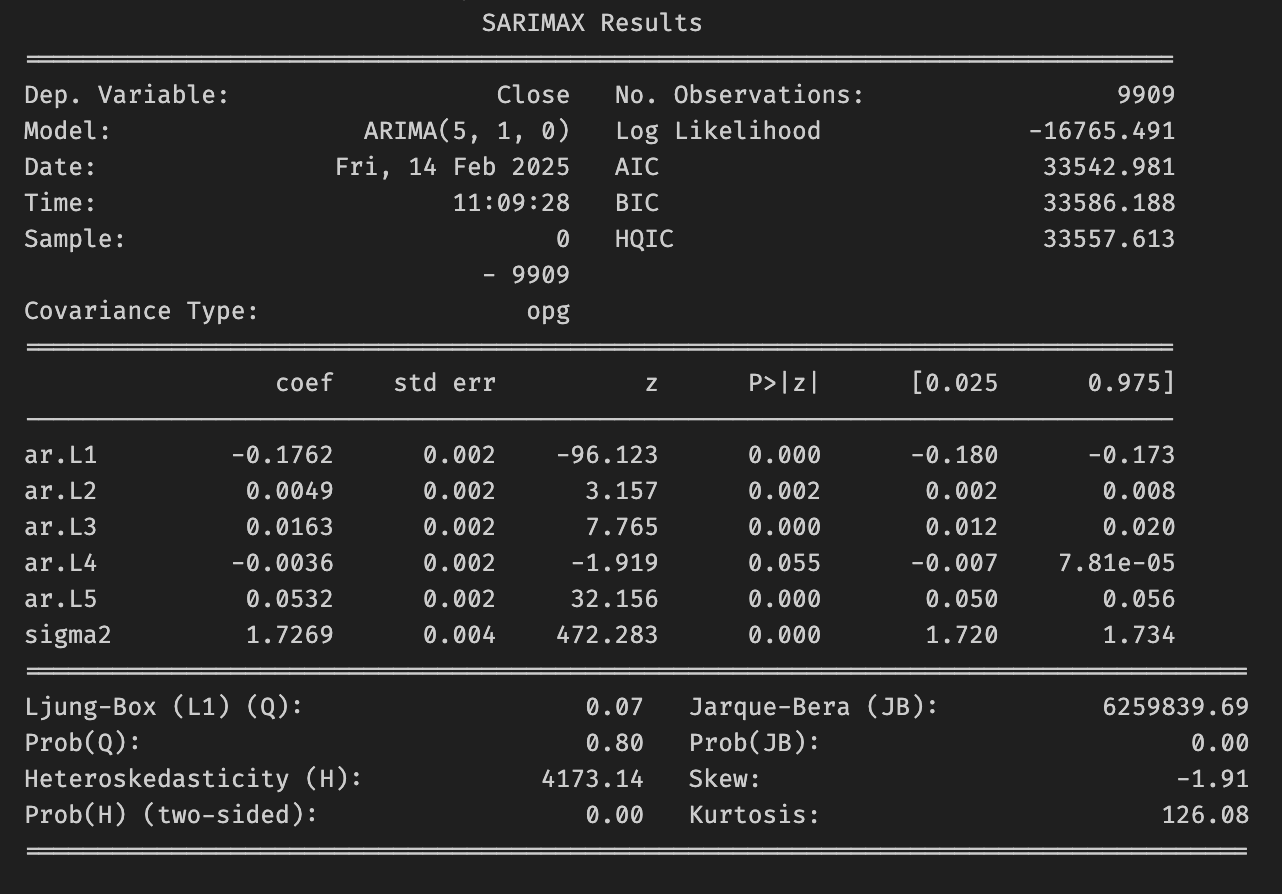 SARIMAX Results
Dep. Variable: Close No. Observations: 9909
Model: ARIMA(5, 1, 0) Log Likelihood -16765.491
Date: Fri, 14 Feb 2025 AIC 33542.981
Time: 11:09:28 BIC 33586.188
Sample: 0 HQIC 33557.613
- 9909
Covariance Type: opg
coef std err z P>|z| [0.025 0.975]
ar.L1 -0.1762 0.002 -96.123 0.000 -0.180 -0.173
ar.L2 0.0049 0.002 3.157 0.002 0.002 0.008
ar.L3 0.0163 0.002 7.765 0.000 0.012 0.020
ar.L4 -0.0036 0.002 -1.919 0.055 -0.007 7.81e-05
ar.L5 0.0532 0.002 32.156 0.000 0.050 0.056
sigma2 1.7269 0.004 472.283 0.000 1.720 1.734
Ljung-Box (L1) (Q): 0.07 Jarque-Bera (JB): 6259839.69
Prob(Q): 0.80 Prob(JB): 0.00
Heteroskedasticity (H): 4173.14 Skew: -1.91
Prob(H) (two-sided): 0.00 Kurtosis: 126.08